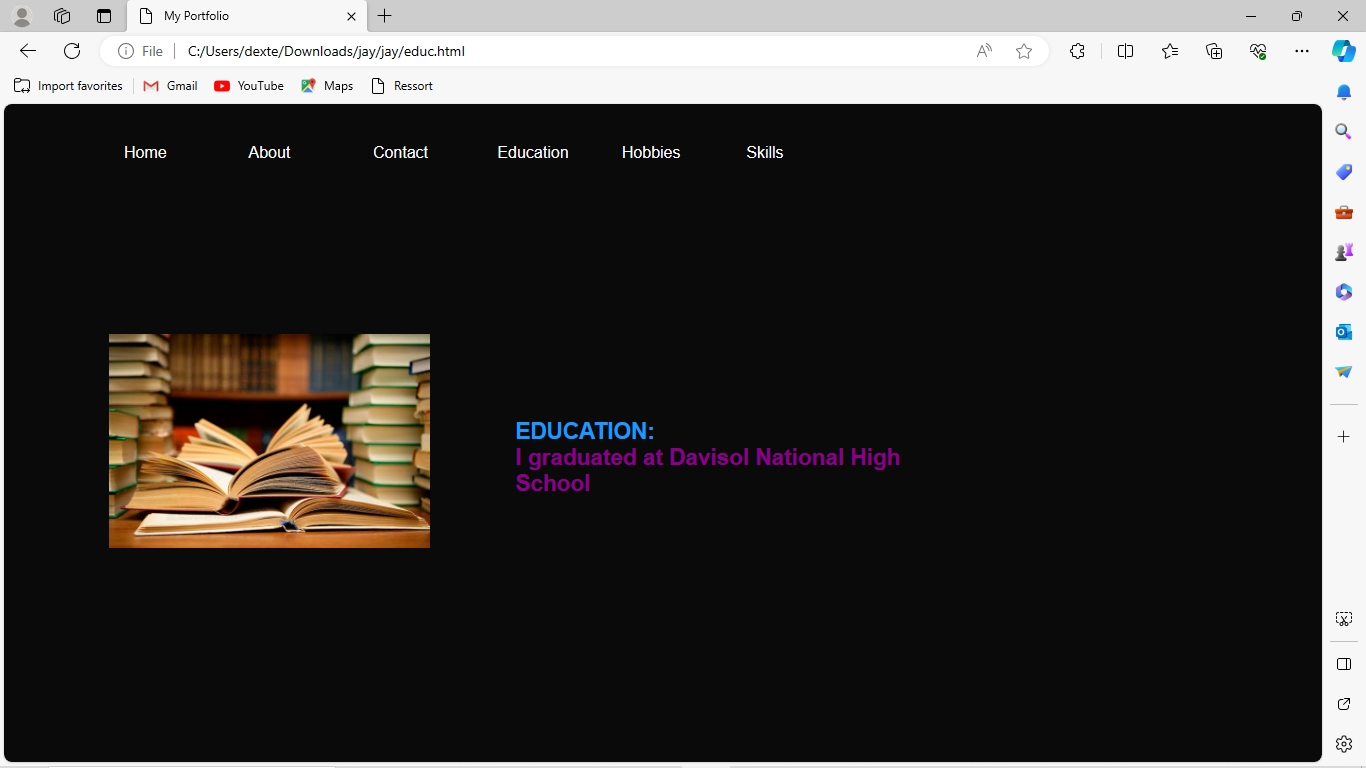 My Portfolio
File C:/Users/dexte/Downloads/jay/jay/educ.html
Import favorites Gmail YouTube Maps Ressort
Home About Contact Education Hobbies Skills
EDUCATION:
I graduated at Davisol National High
School